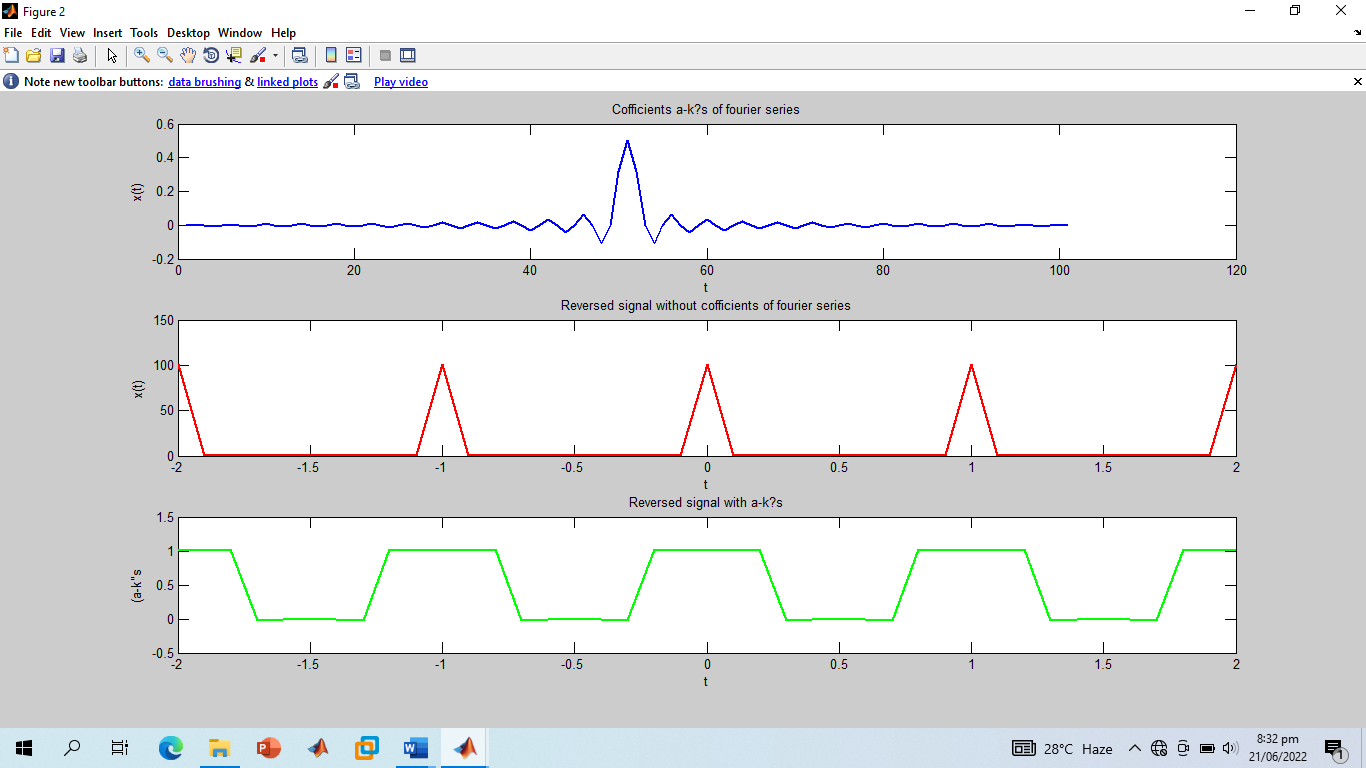 Figure 2
File Edit View Insert Tools Desktop Window Help
Note new toolbar buttons: data brushing & linked plots Play video
Cofficients a-k?s of fourier series
0.6
0.4
0.2
0
-0.2
x(t)
0 20 40 60 80 100 120
t
Reversed signal without cofficients of fourier series
150
100
50
0
x(t)
-2 -1.5 -1 -0.5 0 0.5 1 1.5 2
t
Reversed signal with a-k?s
1.5
1
0.5
0
-0.5
(a-k"s
-2 -1.5 -1 -0.5 0 0.5 1 1.5 2
t
28°C Haze
8:32 pm
21/06/2022
1